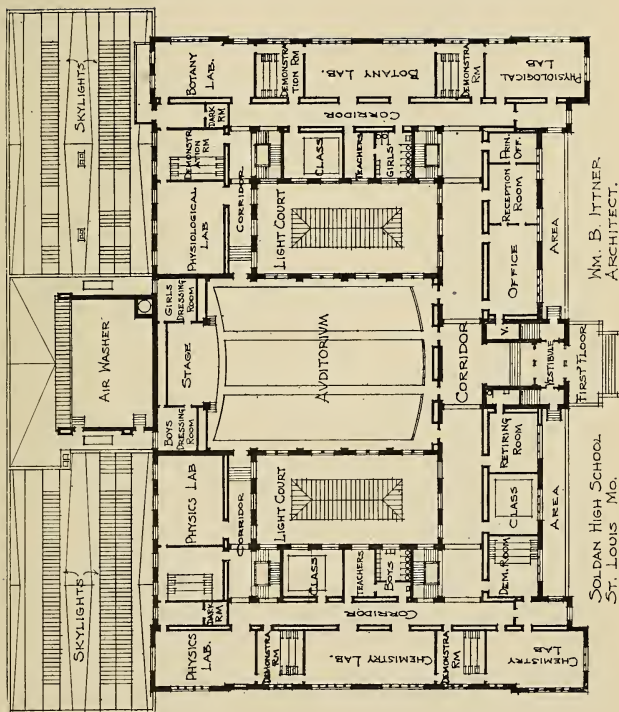 SKYLIGHTS
AIR WASHER
SKYLIGHTS
PHYSICS
LAB.
DARK
RM
PHYSICS LAB
BOYS
DRESSING
ROOM
STAGE
GIRLS
DRESSING
ROOM
PHYSIOLOGICAL
LAB
DEMONSTR
ATION RM
DARK
RM
BOTANY
LAB.
CORRIDOR
CORRIDOR
DEMONSTRA
RM
CLASS
LIGHT COURT
AUDITORIUM
LIGHT COURT
CLASS
DEMONSTRA
TION RM
CHEMISTRY LAB.
CORRIDOR
TEACHERS
BOYS
TEACHERS
GIRLS
CORRIDOR
BOTANY LAB.
DEMONSTRA
RM
CORRIDOR
DEMONSTRA
RM
CHEMISTRY
LAB
DEM. ROOM
CLASS
RETIRING
ROOM
VESTIBULE
V.
OFFICE
RECEPTION
ROOM
PRIN.
OFF.
PHYSIOLOGICAL
LAB
AREA
AREA
FIRST FLOOR
SOLDAN HIGH SCHOOL
ST. LOUIS MO.
WM. B. ITTNER
ARCHITECT.